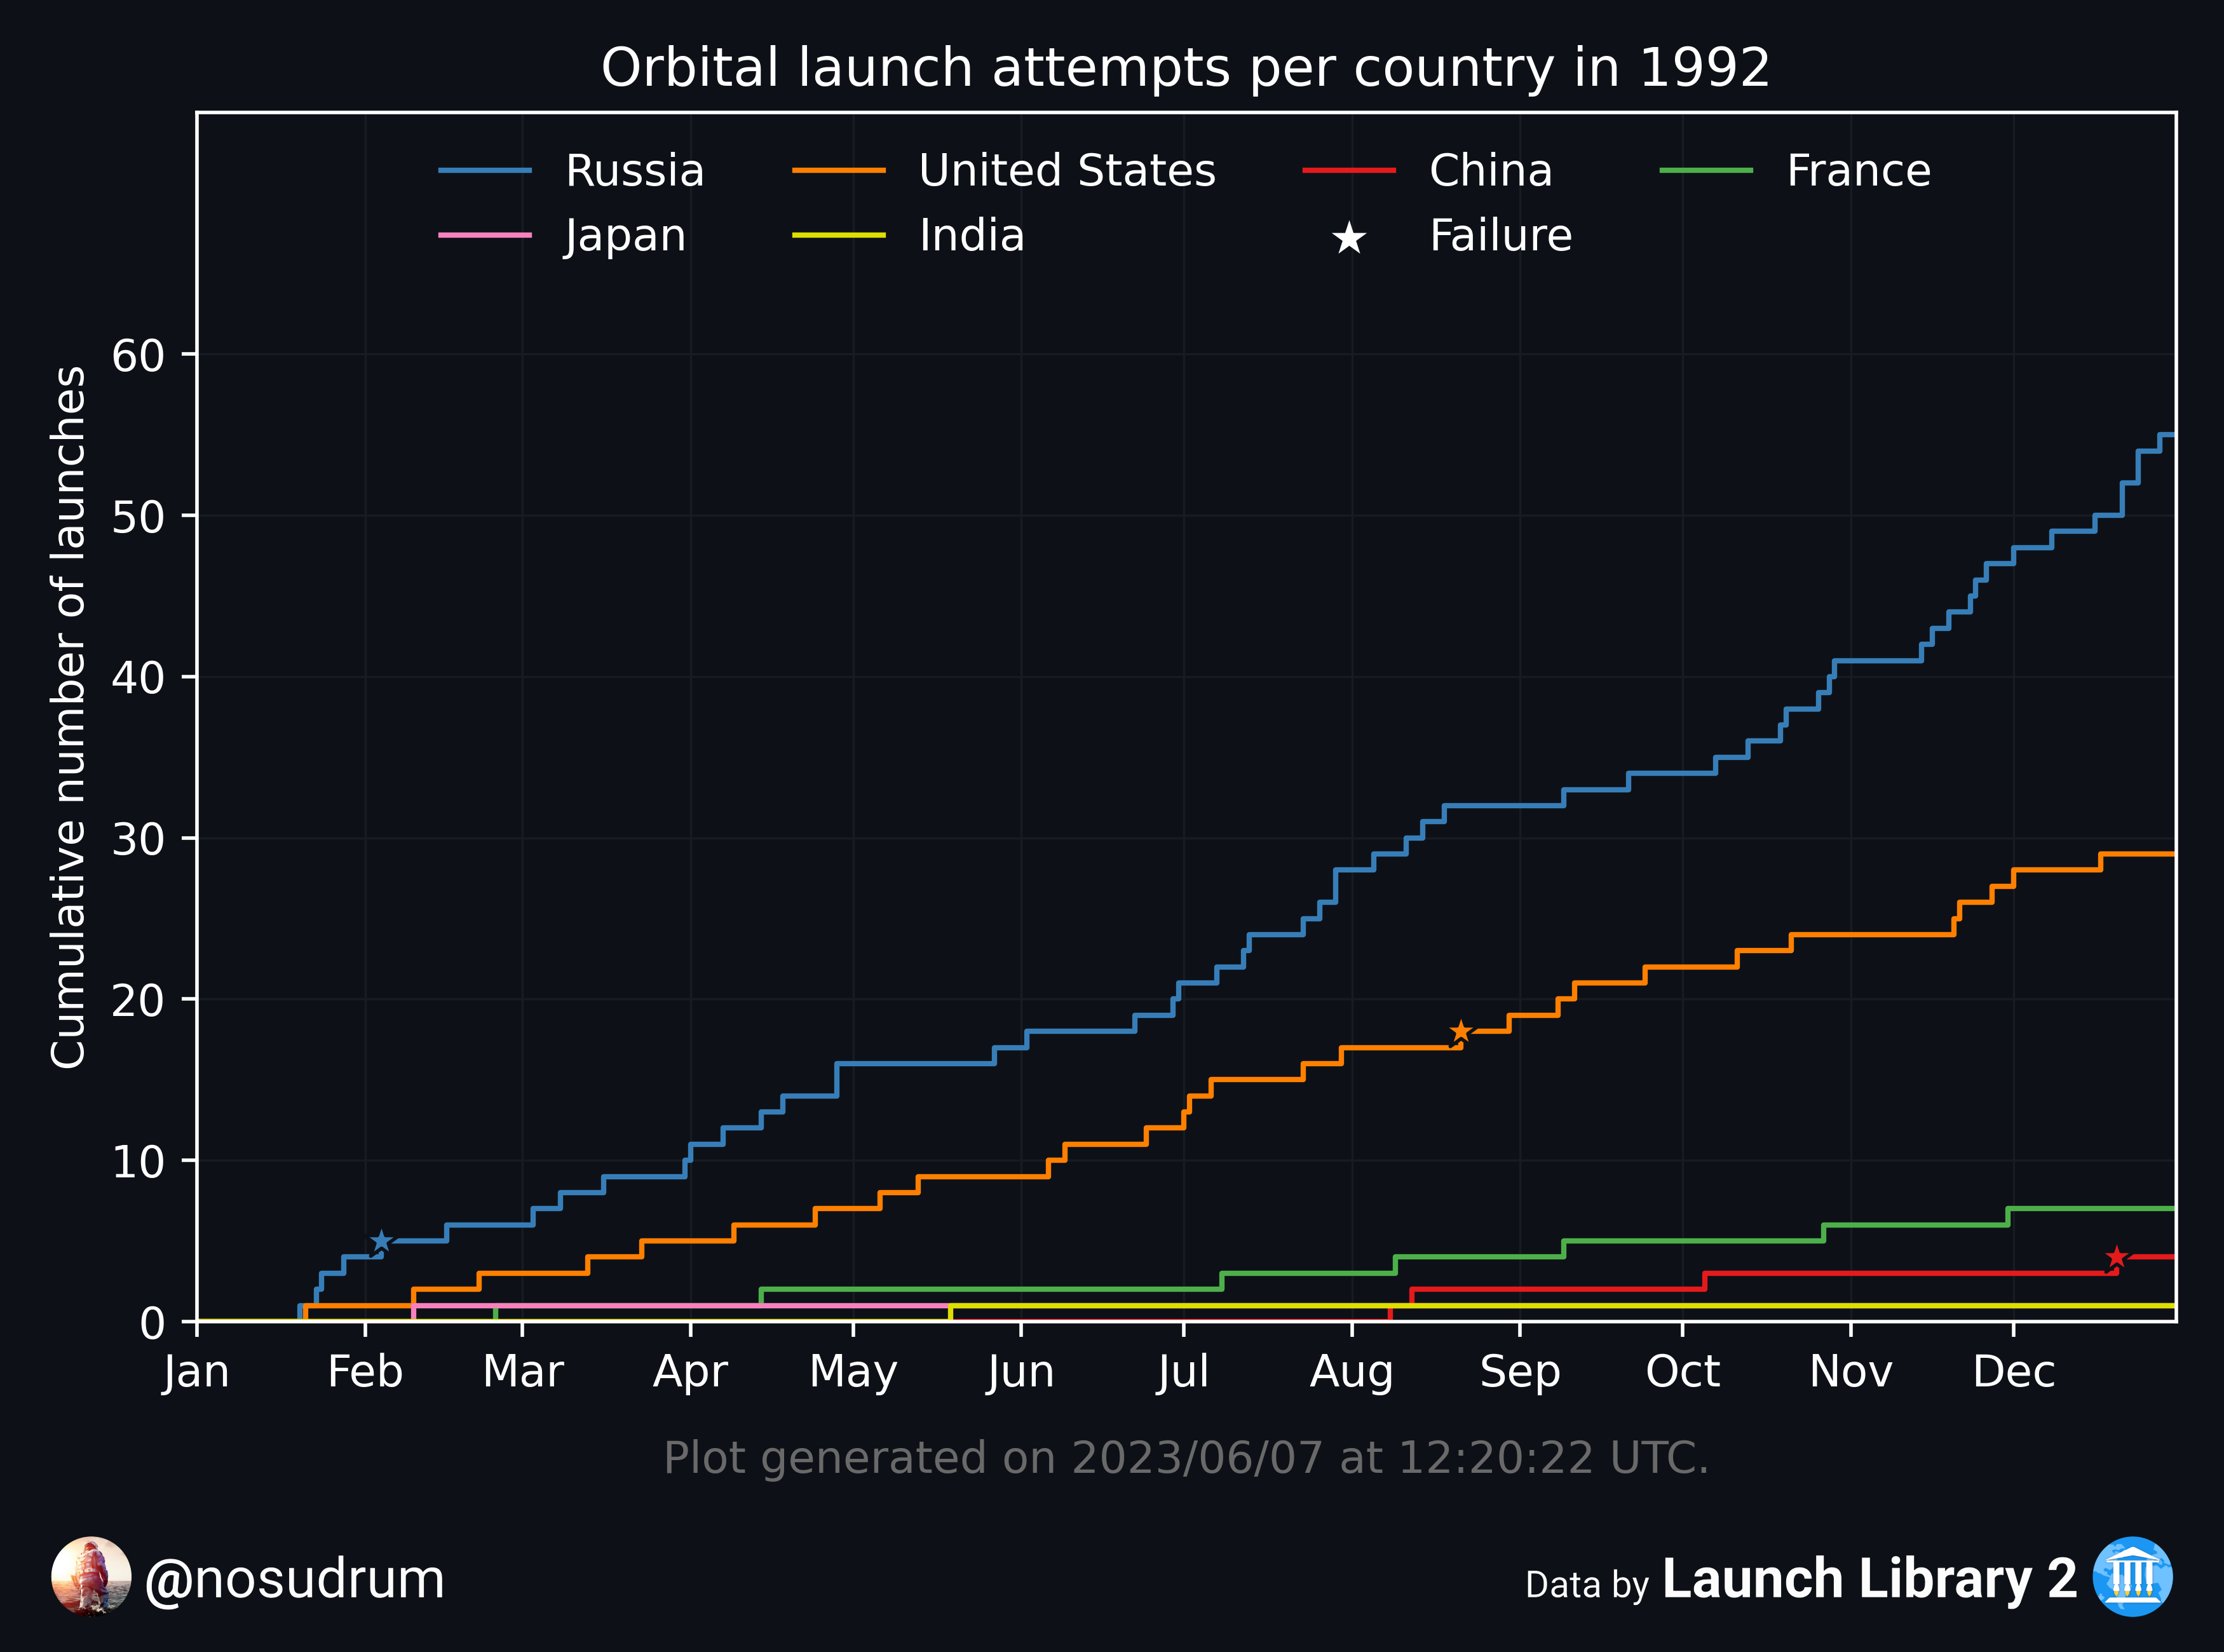 Orbital launch attempts per country in 1992
Russia United States China France
Japan India Failure
Cumulative number of launches
60
50
40
30
20
10
0
Jan Feb Mar Apr May Jun Jul Aug Sep Oct Nov Dec
Plot generated on 2023/06/07 at 12:20:22 UTC.
@nosudrum
Data by Launch Library 2